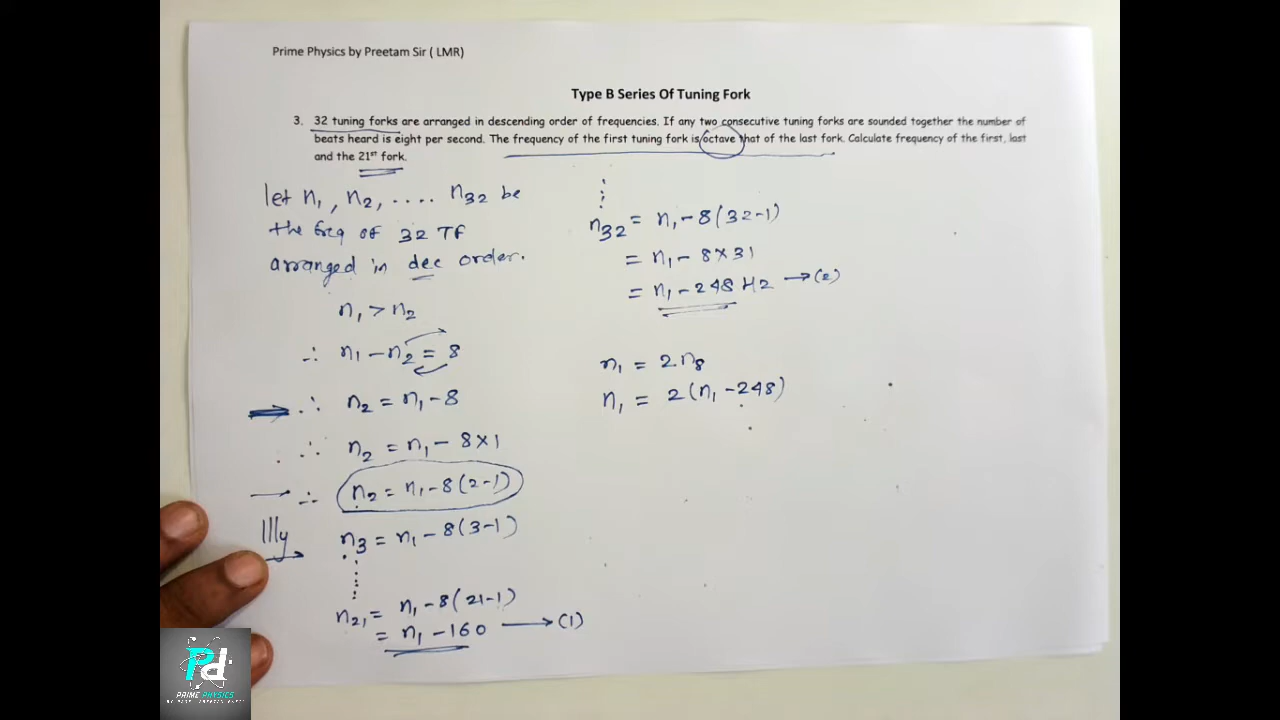 Prime Physics by Preetam Sir ( LMR)
Type B Series Of Tuning Fork
3. 32 tuning forks are arranged in descending order of frequencies. If any two consecutive tuning forks are sounded together the number of
beats heard is eight per second. The frequency of the first tuning fork is octave that of the last fork. Calculate frequency of the first, last
and the 21st fork.
let n₁, n₂, .... n₃₂ be
the freq of 32 TF
arranged in dec order.
n₁ > n₂
∴ n₁ - n₂ = 8
∴ n₂ = n₁ - 8
∴ n₂ = n₁ - 8×1
∴ n₂ = n₁ - 8(2-1)
Illy n₃ = n₁ - 8(3-1)
n₂₁ = n₁ - 8(21-1)
= n₁ - 160 → (1)
n₃₂ = n₁ - 8(32-1)
= n₁ - 8×31
= n₁ - 248 Hz → (2)
n₁ = 2n₈
n₁ = 2(n₁ - 248)
Pd
PRIME PHYSICS